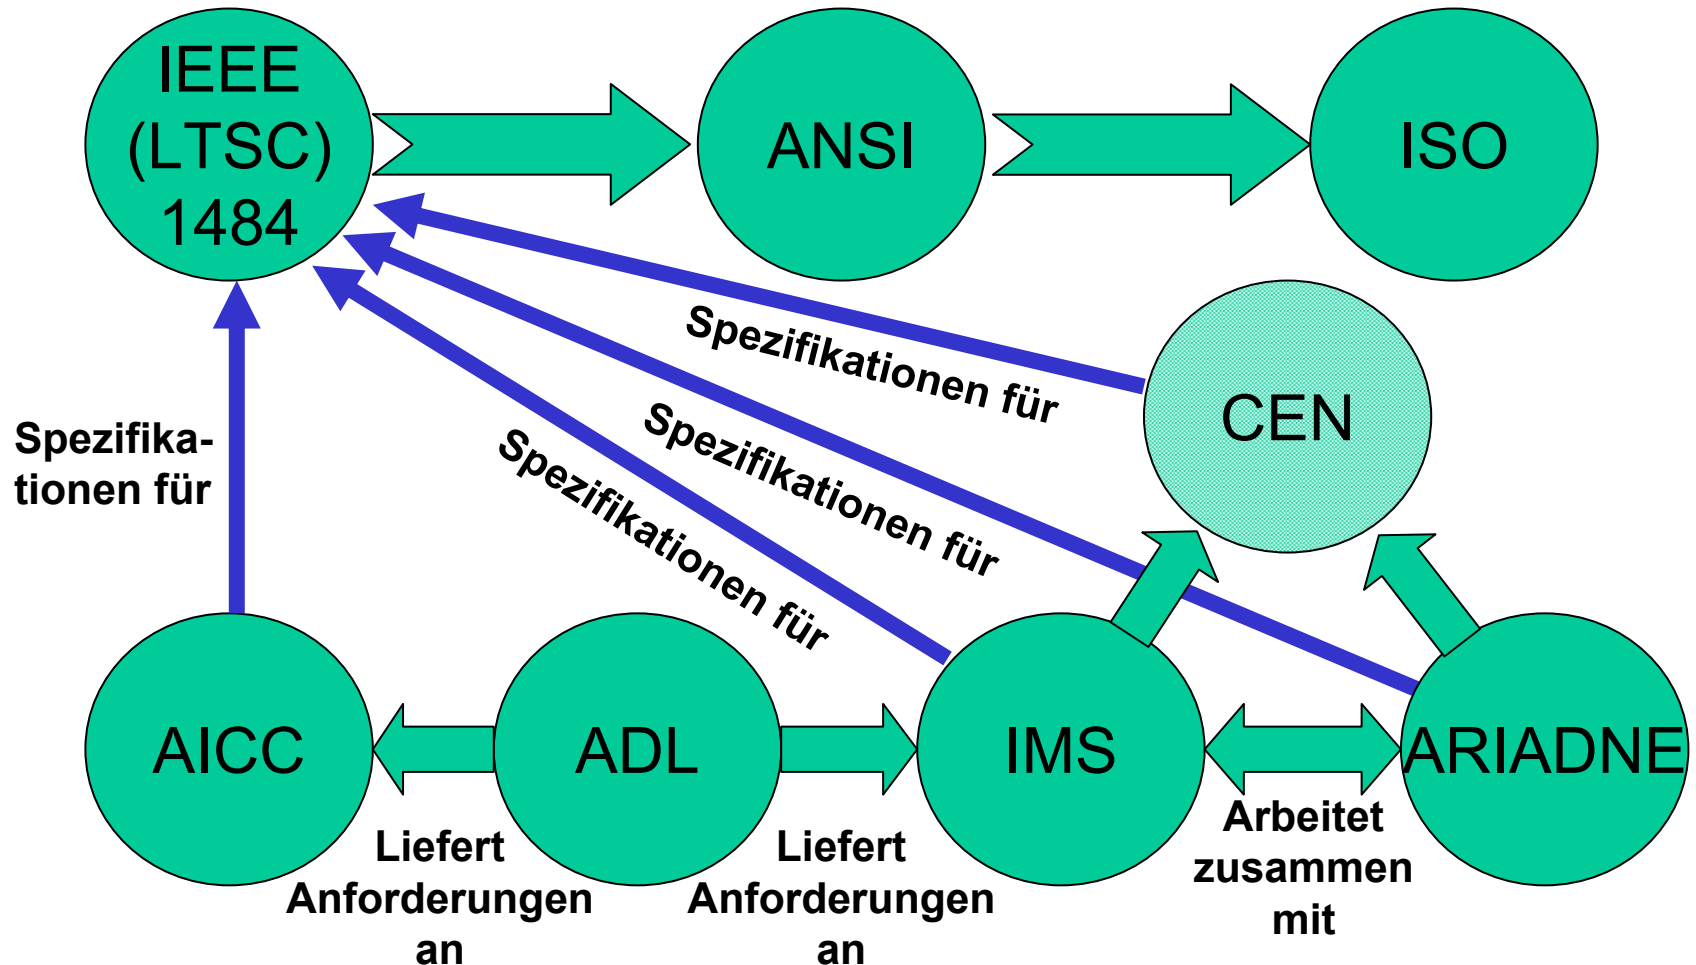 IEEE
(LTSC)
1484
ANSI
ISO
Spezifikationen für
CEN
Spezifikationen für
Spezifikationen für
Spezifika-
tionen für
AICC
ADL
IMS
ARIADNE
Liefert
Anforderungen
an
Liefert
Anforderungen
an
Arbeitet
zusammen
mit